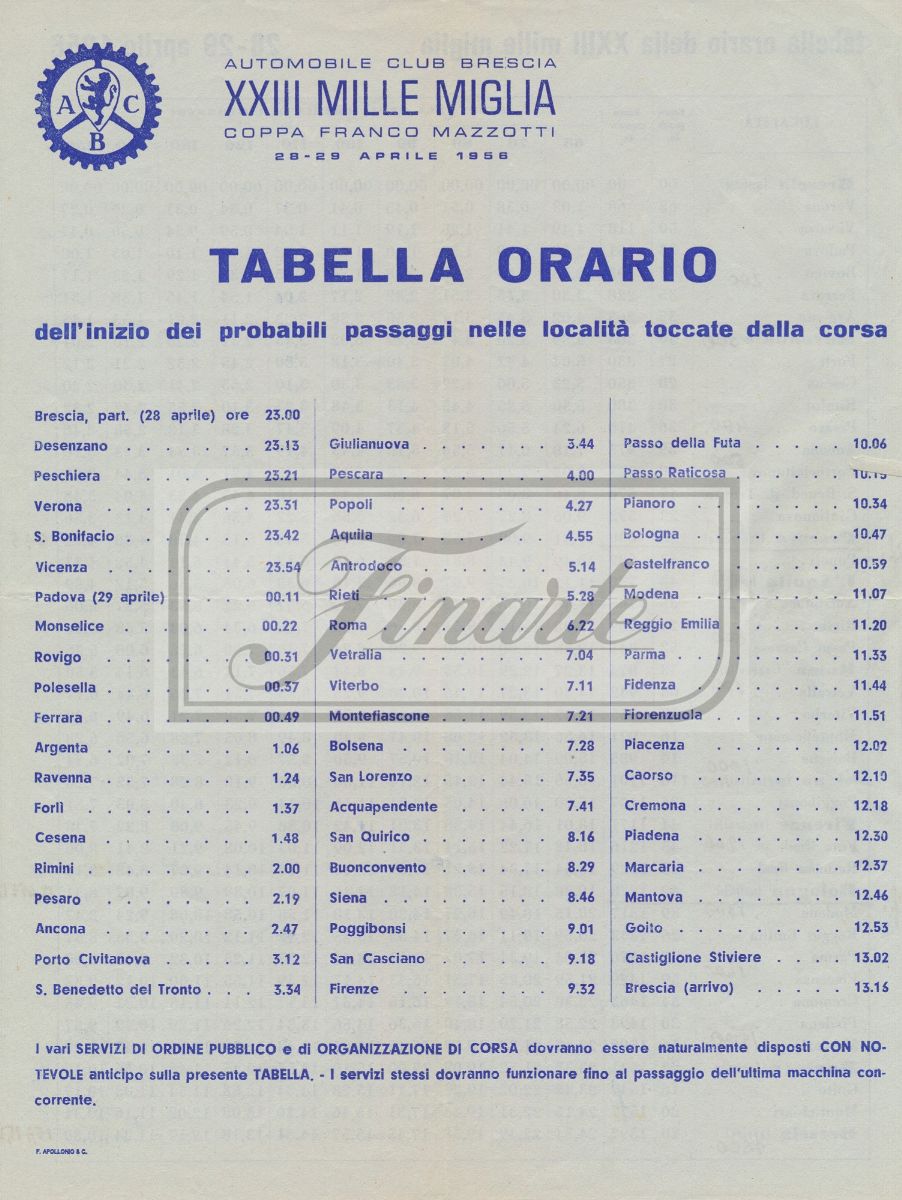 A C B
AUTOMOBILE CLUB BRESCIA
XXIII MILLE MIGLIA
COPPA FRANCO MAZZOTTI
28-29 APRILE 1956
TABELLA ORARIO
dell'inizio dei probabili passaggi nelle località toccate dalla corsa
Brescia, part. (28 aprile) ore 23.00
Desenzano . . . . . . 23.13
Peschiera . . . . . . 23.21
Verona . . . . . . . 23.31
S. Bonifacio . . . . . 23.42
Vicenza . . . . . . . 23.54
Padova (29 aprile) . . . . 00.11
Monselice . . . . . . 00.22
Rovigo . . . . . . . 00.31
Polesella . . . . . . 00.37
Ferrara . . . . . . . 00.49
Argenta . . . . . . . 1.06
Ravenna . . . . . . . 1.24
Forlì . . . . . . . . 1.37
Cesena . . . . . . . 1.48
Rimini . . . . . . . 2.00
Pesaro . . . . . . . 2.19
Ancona . . . . . . . 2.47
Porto Civitanova . . . . . 3.12
S. Benedetto del Tronto . . . 3.34
Giulianuova . . . . . . 3.44
Pescara . . . . . . . 4.00
Popoli . . . . . . . . 4.27
Aquila . . . . . . . . 4.55
Antrodoco . . . . . . 5.14
Rieti . . . . . . . . 5.28
Roma . . . . . . . . 6.22
Vetralia . . . . . . . 7.04
Viterbo . . . . . . . 7.11
Montefiascone . . . . . 7.21
Bolsena . . . . . . . 7.28
San Lorenzo . . . . . . 7.35
Acquapendente . . . . . 7.41
San Quirico . . . . . . 8.16
Buonconvento . . . . . 8.29
Siena . . . . . . . . 8.46
Poggibonsi . . . . . . 9.01
San Casciano . . . . . . 9.18
Firenze . . . . . . . 9.32
Passo della Futa . . . . . 10.06
Passo Raticosa . . . . . 10.15
Pianoro . . . . . . . 10.34
Bologna . . . . . . . 10.47
Castelfranco . . . . . . 10.59
Modena . . . . . . . 11.07
Reggio Emilia . . . . . 11.20
Parma . . . . . . . . 11.33
Fidenza . . . . . . . 11.44
Fiorenzuola . . . . . . 11.51
Piacenza . . . . . . . 12.02
Caorso . . . . . . . 12.10
Cremona . . . . . . . 12.18
Piadena . . . . . . . 12.30
Marcaria . . . . . . . 12.37
Mantova . . . . . . . 12.46
Goito . . . . . . . . 12.53
Castiglione Stiviere . . . . 13.02
Brescia (arrivo) . . . . . 13.16
Finarte
I vari SERVIZI DI ORDINE PUBBLICO e di ORGANIZZAZIONE DI CORSA dovranno essere naturalmente disposti CON NO-
TEVOLE anticipo sulla presente TABELLA. - I servizi stessi dovranno funzionare fino al passaggio dell'ultima macchina con-
corrente.
F. APOLLONIO & C.